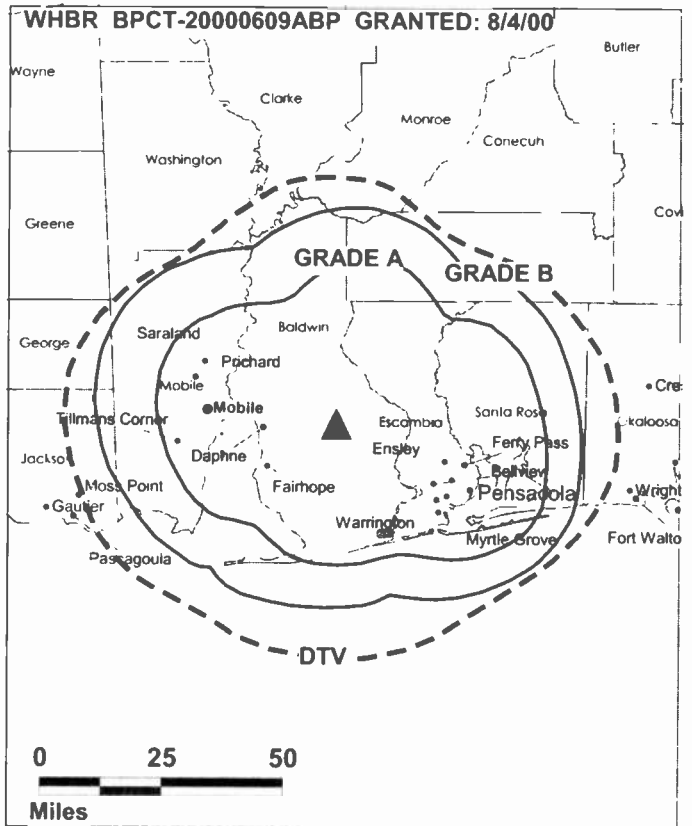 WHBR BPCT-20000609ABP GRANTED: 8/4/00
Butler
Wayne
Clarke
Monroe
Conecuh
Washington
Greene
Cov
GRADE A
GRADE B
Baldwin
George
Saraland
Prichard
Mobile
Cre
Mobile
Santa Rosa
Tillmans Corner
Escambia
kaloosa
Ensley
Ferry Pass
Jackso
Daphne
Bellview
Moss Point
Fairhope
Pensacola
Wright
Gautier
Warrington
Myrtle Grove
Fort Walto
Pascagoula
DTV
0 25 50
Miles